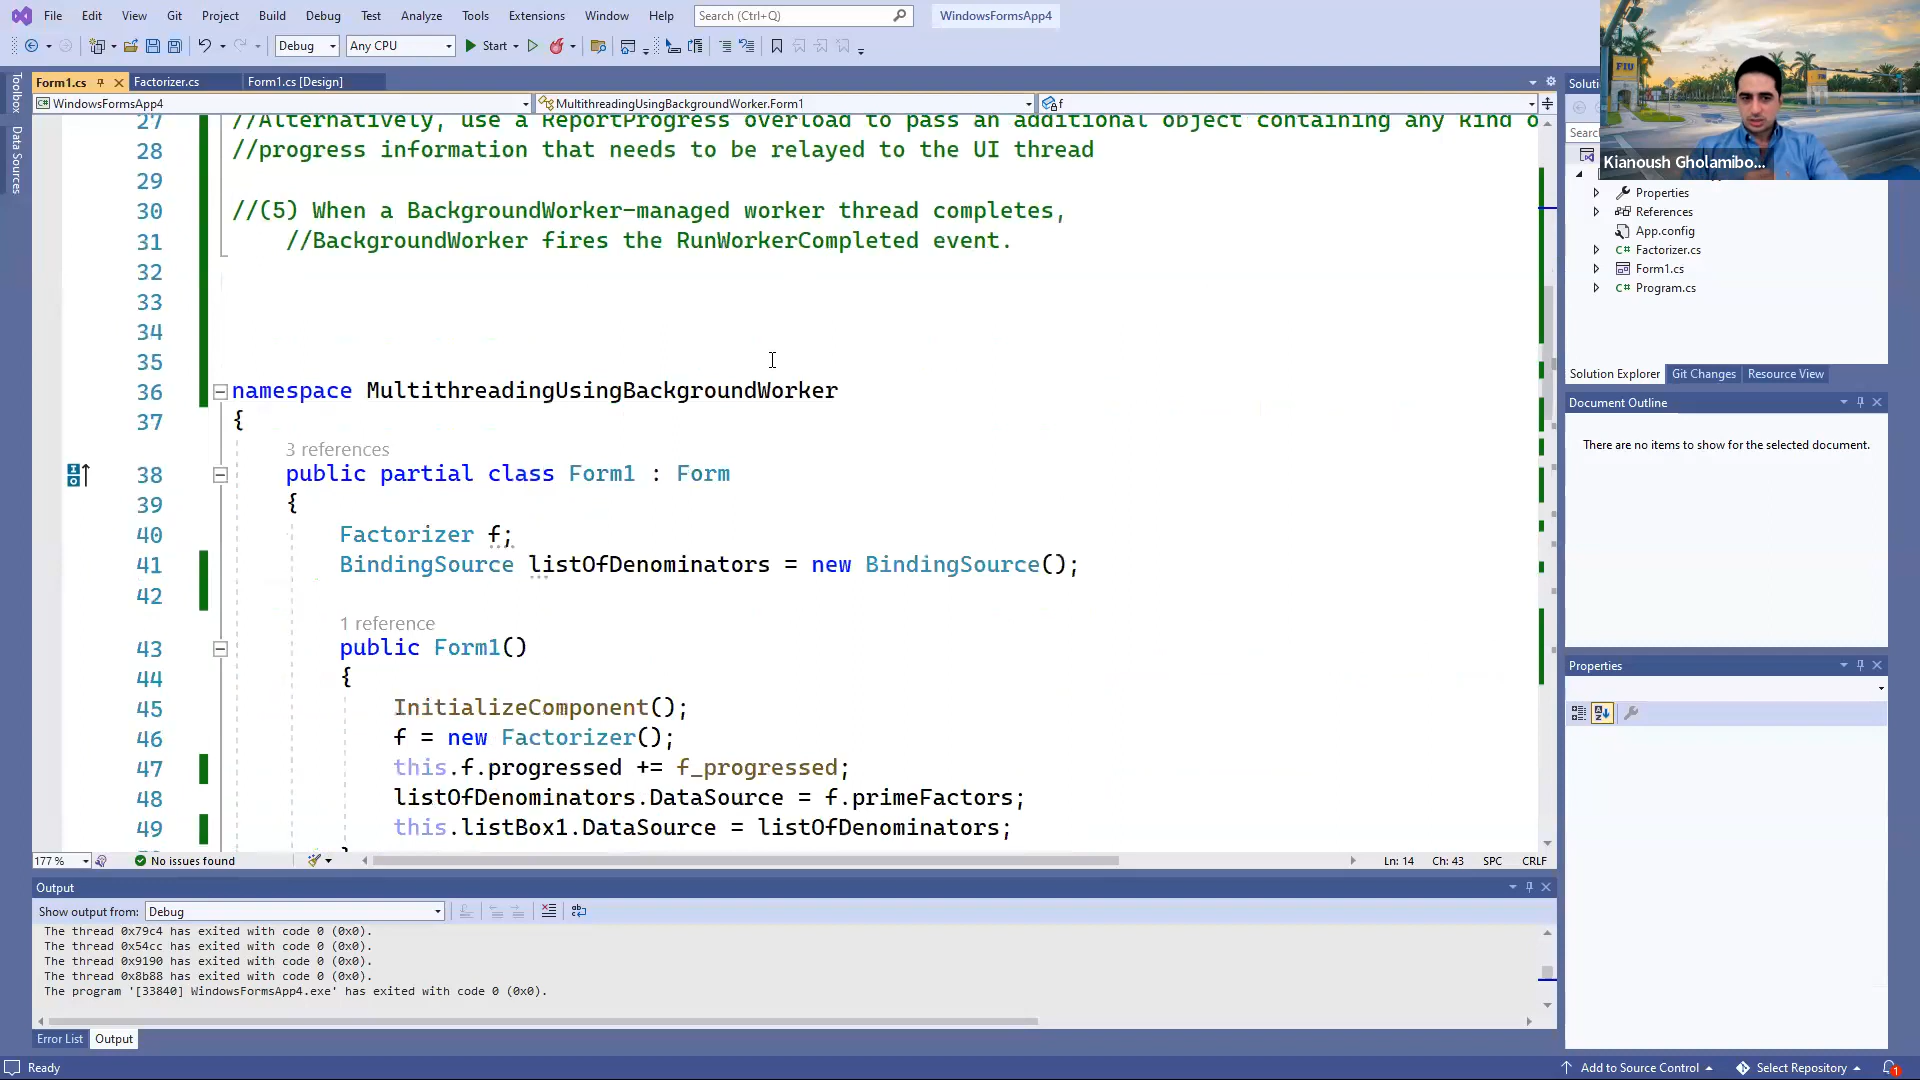 File Edit View Git Project Build Debug Test Analyze Tools Extensions Window Help Search (Ctrl+Q) WindowsFormsApp4
Debug Any CPU Start
Form1.cs Factorizer.cs Form1.cs [Design]
WindowsFormsApp4 MultithreadingUsingBackgroundWorker.Form1 f
27 //Alternatively, use a ReportProgress overload to pass an additional object containing any kind o
28 //progress information that needs to be relayed to the UI thread
29
30 //(5) When a BackgroundWorker-managed worker thread completes,
31 //BackgroundWorker fires the RunWorkerCompleted event.
32
33
34
35
36 namespace MultithreadingUsingBackgroundWorker
37 {
3 references
38 public partial class Form1 : Form
39 {
40 Factorizer f;
41 BindingSource listOfDenominators = new BindingSource();
42
1 reference
43 public Form1()
44 {
45 InitializeComponent();
46 f = new Factorizer();
47 this.f.progressed += f_progressed;
48 listOfDenominators.DataSource = f.primeFactors;
49 this.listBox1.DataSource = listOfDenominators;
177 % No issues found Ln: 14 Ch: 43 SPC CRLF
Output
Show output from: Debug
The thread 0x79c4 has exited with code 0 (0x0).
The thread 0x54cc has exited with code 0 (0x0).
The thread 0x9190 has exited with code 0 (0x0).
The thread 0x8b88 has exited with code 0 (0x0).
The program '[33840] WindowsFormsApp4.exe' has exited with code 0 (0x0).
Error List Output
Ready Add to Source Control Select Repository 1
Toolbox
Data Sources
Soluti
Searc
FIU
Kianoush Gholamibo...
Properties
References
App.config
C# Factorizer.cs
Form1.cs
C# Program.cs
Solution Explorer Git Changes Resource View
Document Outline
There are no items to show for the selected document.
Properties